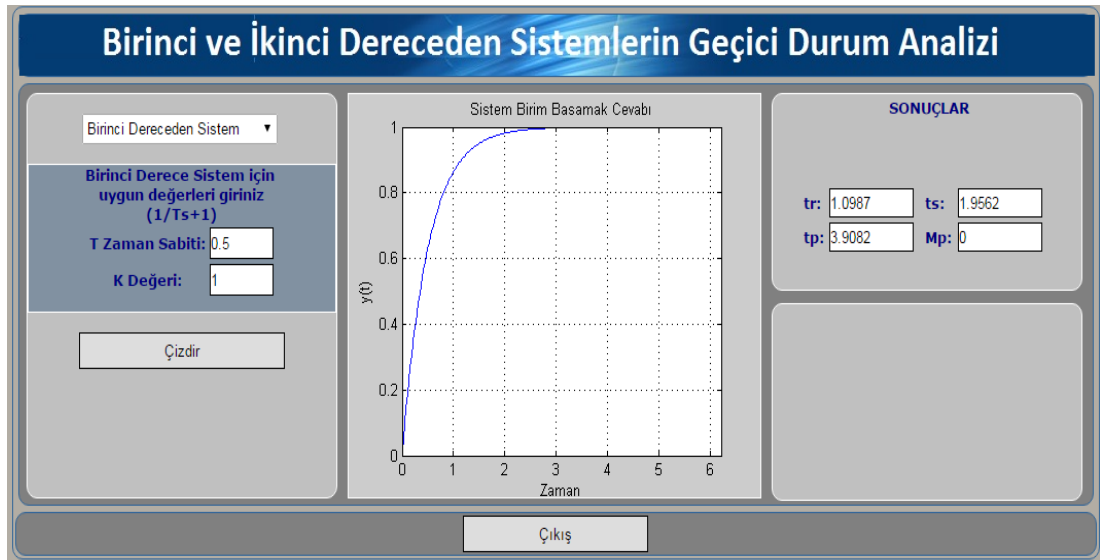 Birinci ve İkinci Dereceden Sistemlerin Geçici Durum Analizi
Birinci Dereceden Sistem
Birinci Derece Sistem için
uygun değerleri giriniz
(1/Ts+1)
T Zaman Sabiti: 0.5
K Değeri: 1
Çizdir
Sistem Birim Basamak Cevabı
1
0.8
0.6
0.4
0.2
0
y(t)
0 1 2 3 4 5 6
Zaman
SONUÇLAR
tr: 1.0987 ts: 1.9562
tp: 3.9082 Mp: 0
Çıkış